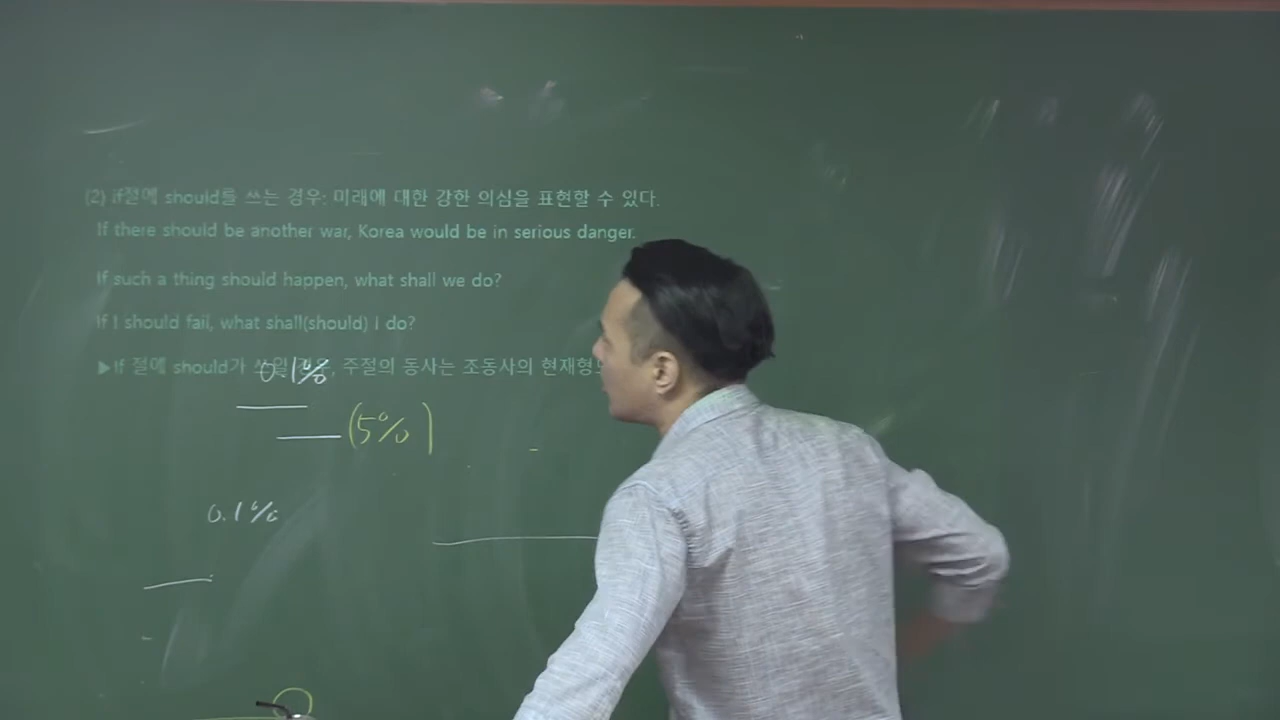 (2) if절에 should를 쓰는 경우: 미래에 대한 강한 의심을 표현할 수 있다.
If there should be another war, Korea would be in serious danger.
If such a thing should happen, what shall we do?
If I should fail, what shall(should) I do?
▶If 절에 should가 쓰일 경우, 주절의 동사는 조동사의 현재형
0.1%
(5%)
0.1%